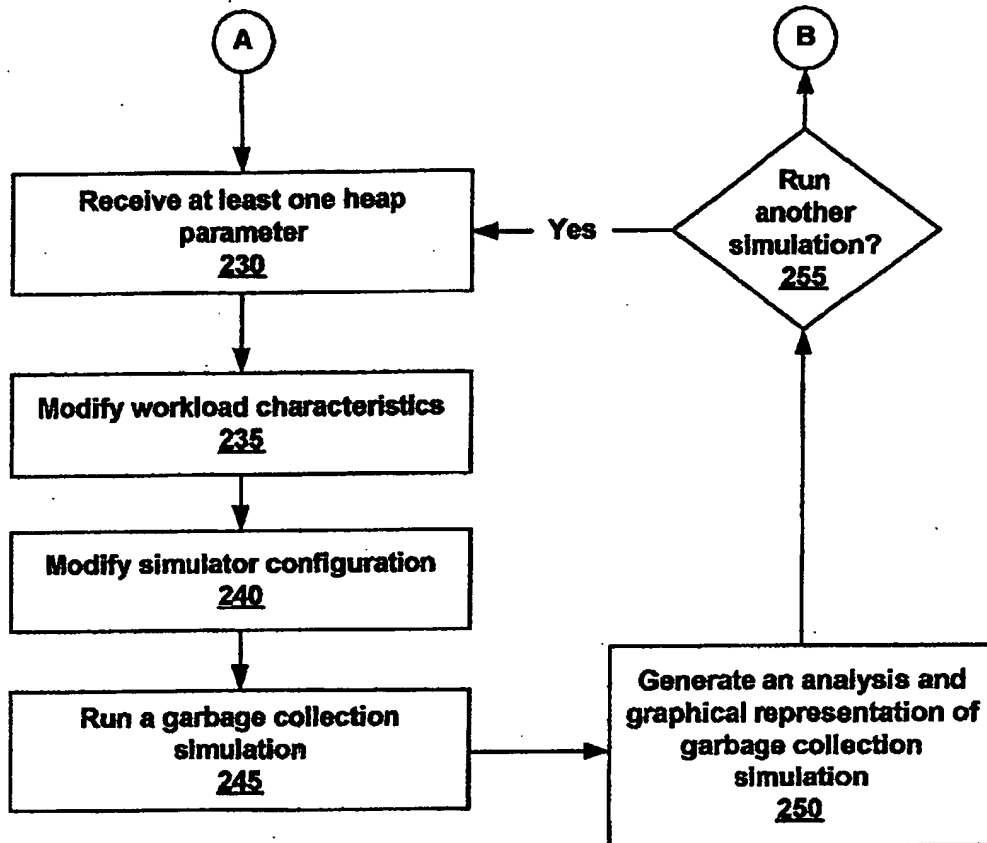 A
Receive at least one heap
parameter
230
Modify workload characteristics
235
Modify simulator configuration
240
Run a garbage collection
simulation
245
Generate an analysis and
graphical representation of
garbage collection
simulation
250
Run
another
simulation?
255
Yes
B